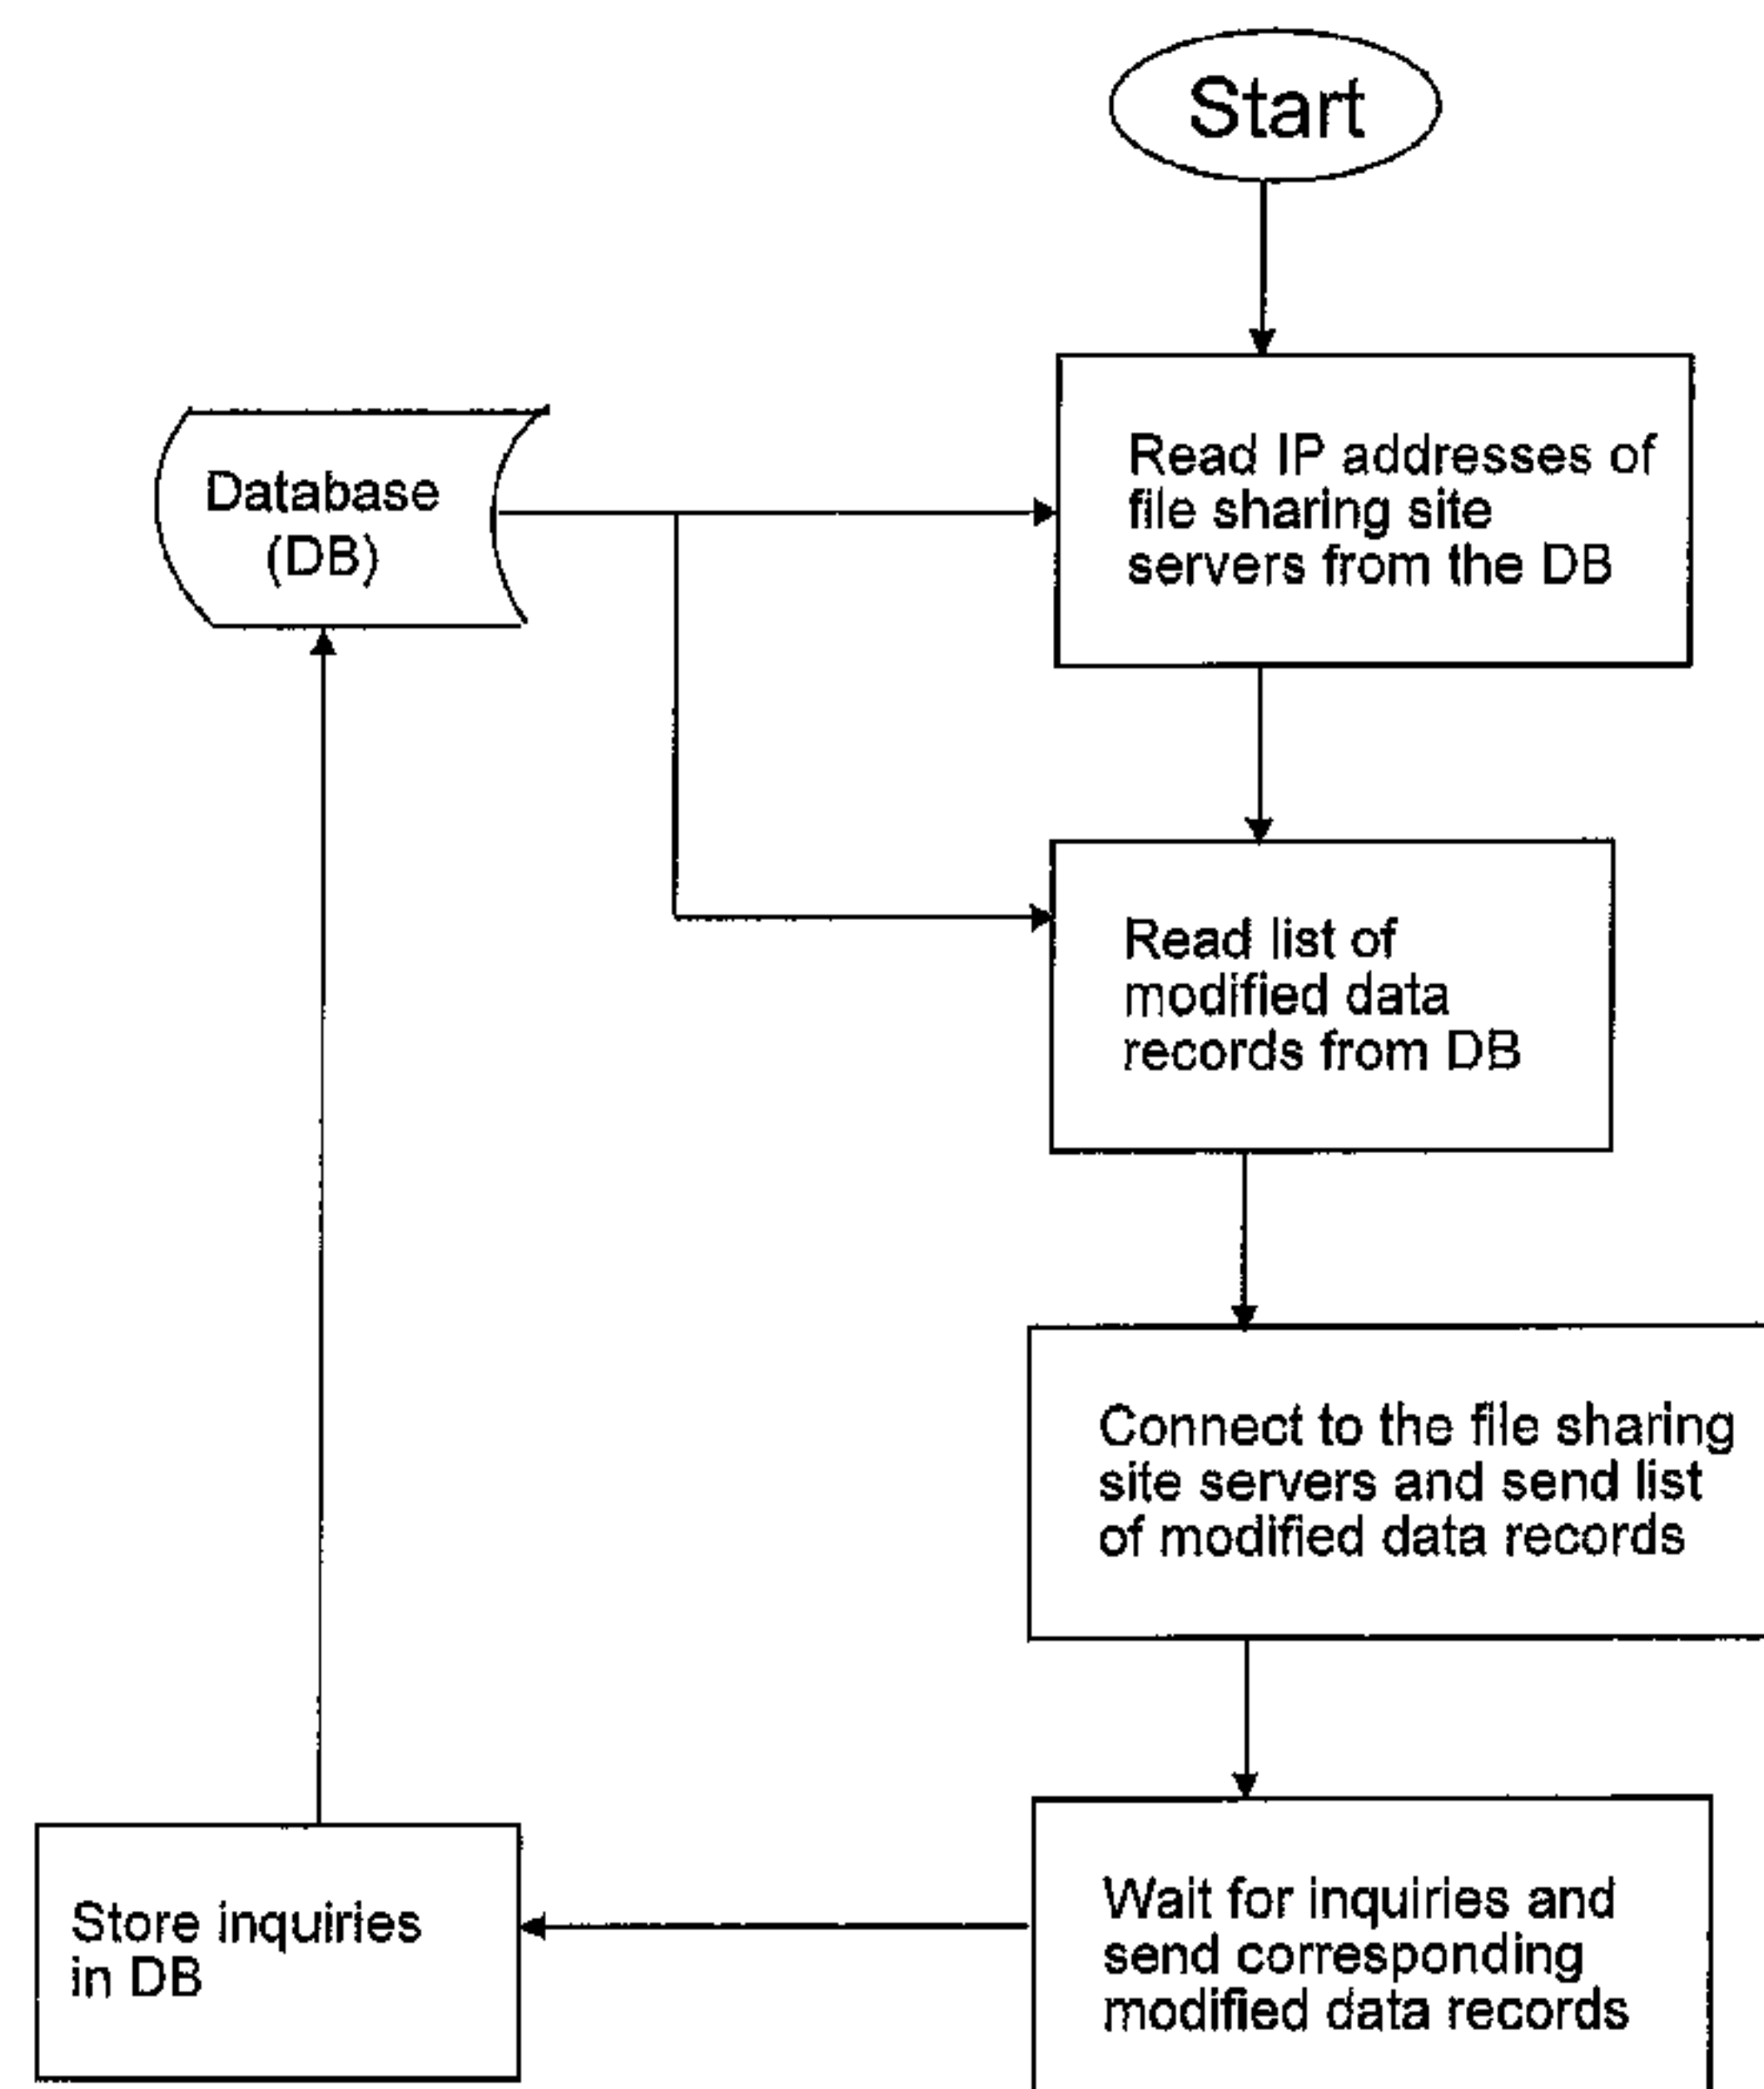 Start
Read IP addresses of
file sharing site
servers from the DB
Database
(DB)
Read list of
modified data
records from DB
Connect to the file sharing
site servers and send list
of modified data records
Wait for inquiries and
send corresponding
modified data records
Store inquiries
in DB